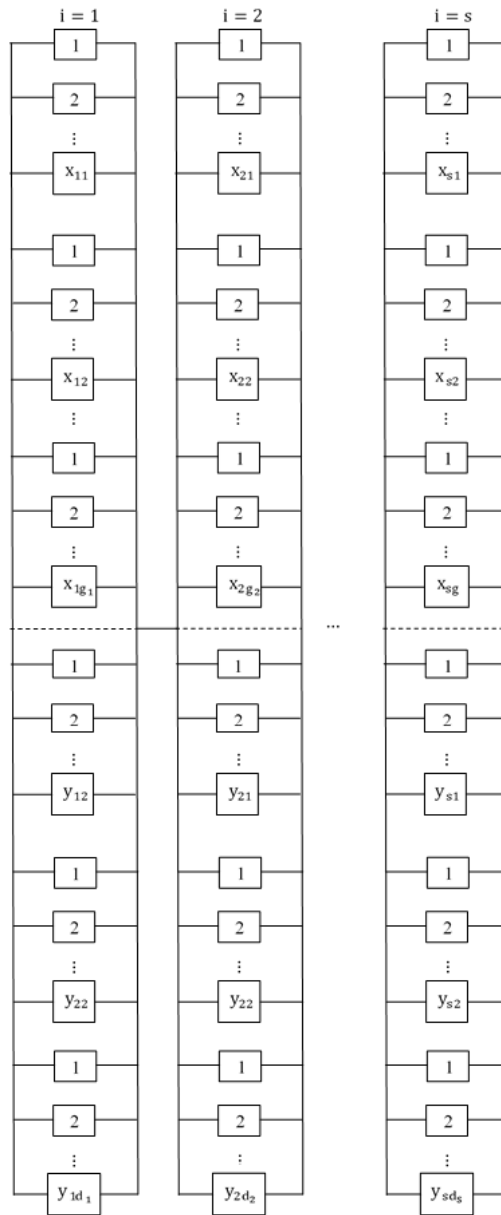 i = 1 i = 2 i = s
1 1 1
2 2 2
⋮ ⋮ ⋮
x₁₁ x₂₁ xₛ₁
1 1 1
2 2 2
⋮ ⋮ ⋮
x₁₂ x₂₂ xₛ₂
⋮ ⋮ ⋮
1 1 1
2 2 2
⋮ ⋮ ⋮
x₁g₁ x₂g₂ xₛg
...
1 1 1
2 2 2
⋮ ⋮ ⋮
y₁₂ y₂₁ yₛ₁
1 1 1
2 2 2
⋮ ⋮ ⋮
y₂₂ y₂₂ yₛ₂
1 1 1
2 2 2
⋮ ⋮ ⋮
y₁d₁ y₂d₂ yₛdₛ